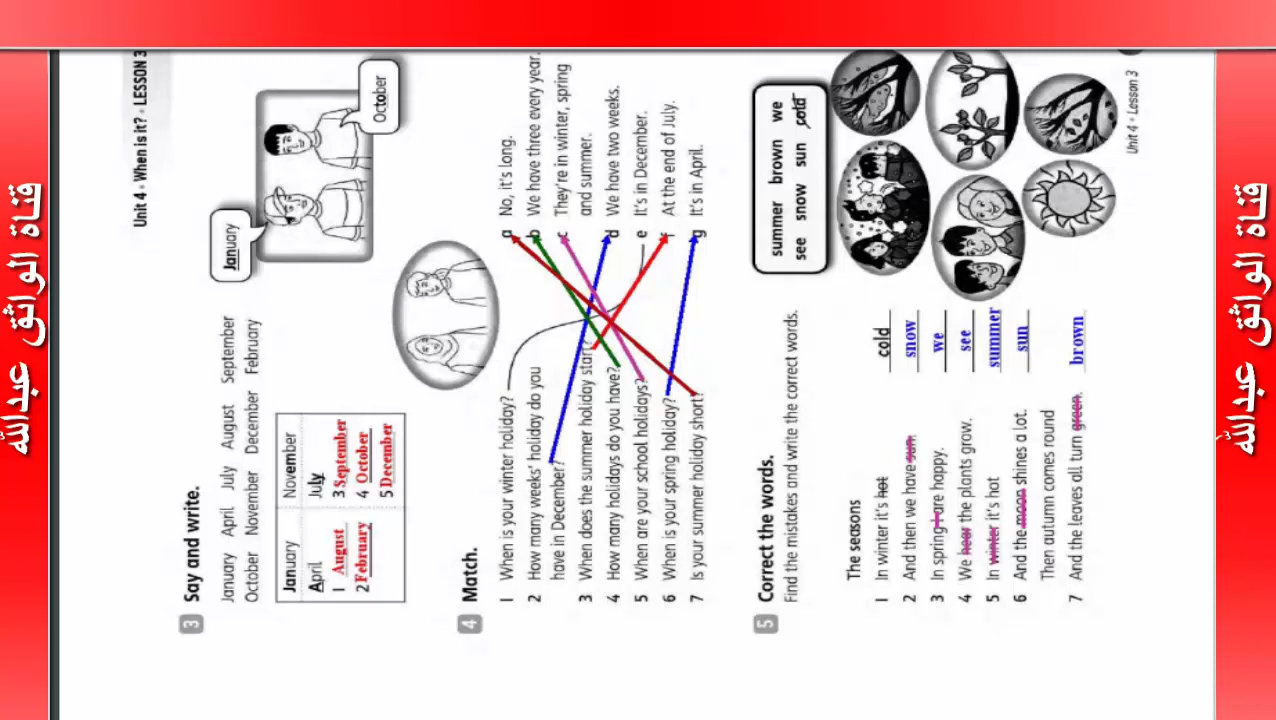 قناة الواثق عبدالله
Unit 4 • When is it? • LESSON 3
3 Say and write.
January April July August September
October November December February
January November
April July
1 August 3 September
2 February 4 October
5 December
January
October
4 Match.
1 When is your winter holiday?
2 How many weeks' holiday do you
have in December?
3 When does the summer holiday start?
4 How many holidays do you have?
5 When are your school holidays?
6 When is your spring holiday?
7 Is your summer holiday short?
a No, it's long.
b We have three every year.
c They're in winter, spring
and summer.
d We have two weeks.
e It's in December.
f At the end of July.
g It's in April.
5 Correct the words.
Find the mistakes and write the correct words.
summer brown we
see snow sun cold
The seasons
1 In winter it's hot cold
2 And then we have sun snow
3 In spring I are happy. we
4 We hear the plants grow. see
5 In winter it's hot summer
6 And the moon shines a lot. sun
Then autumn comes round
7 And the leaves all turn green. brown
Unit 4 • Lesson 3
قناة الواثق عبدالله